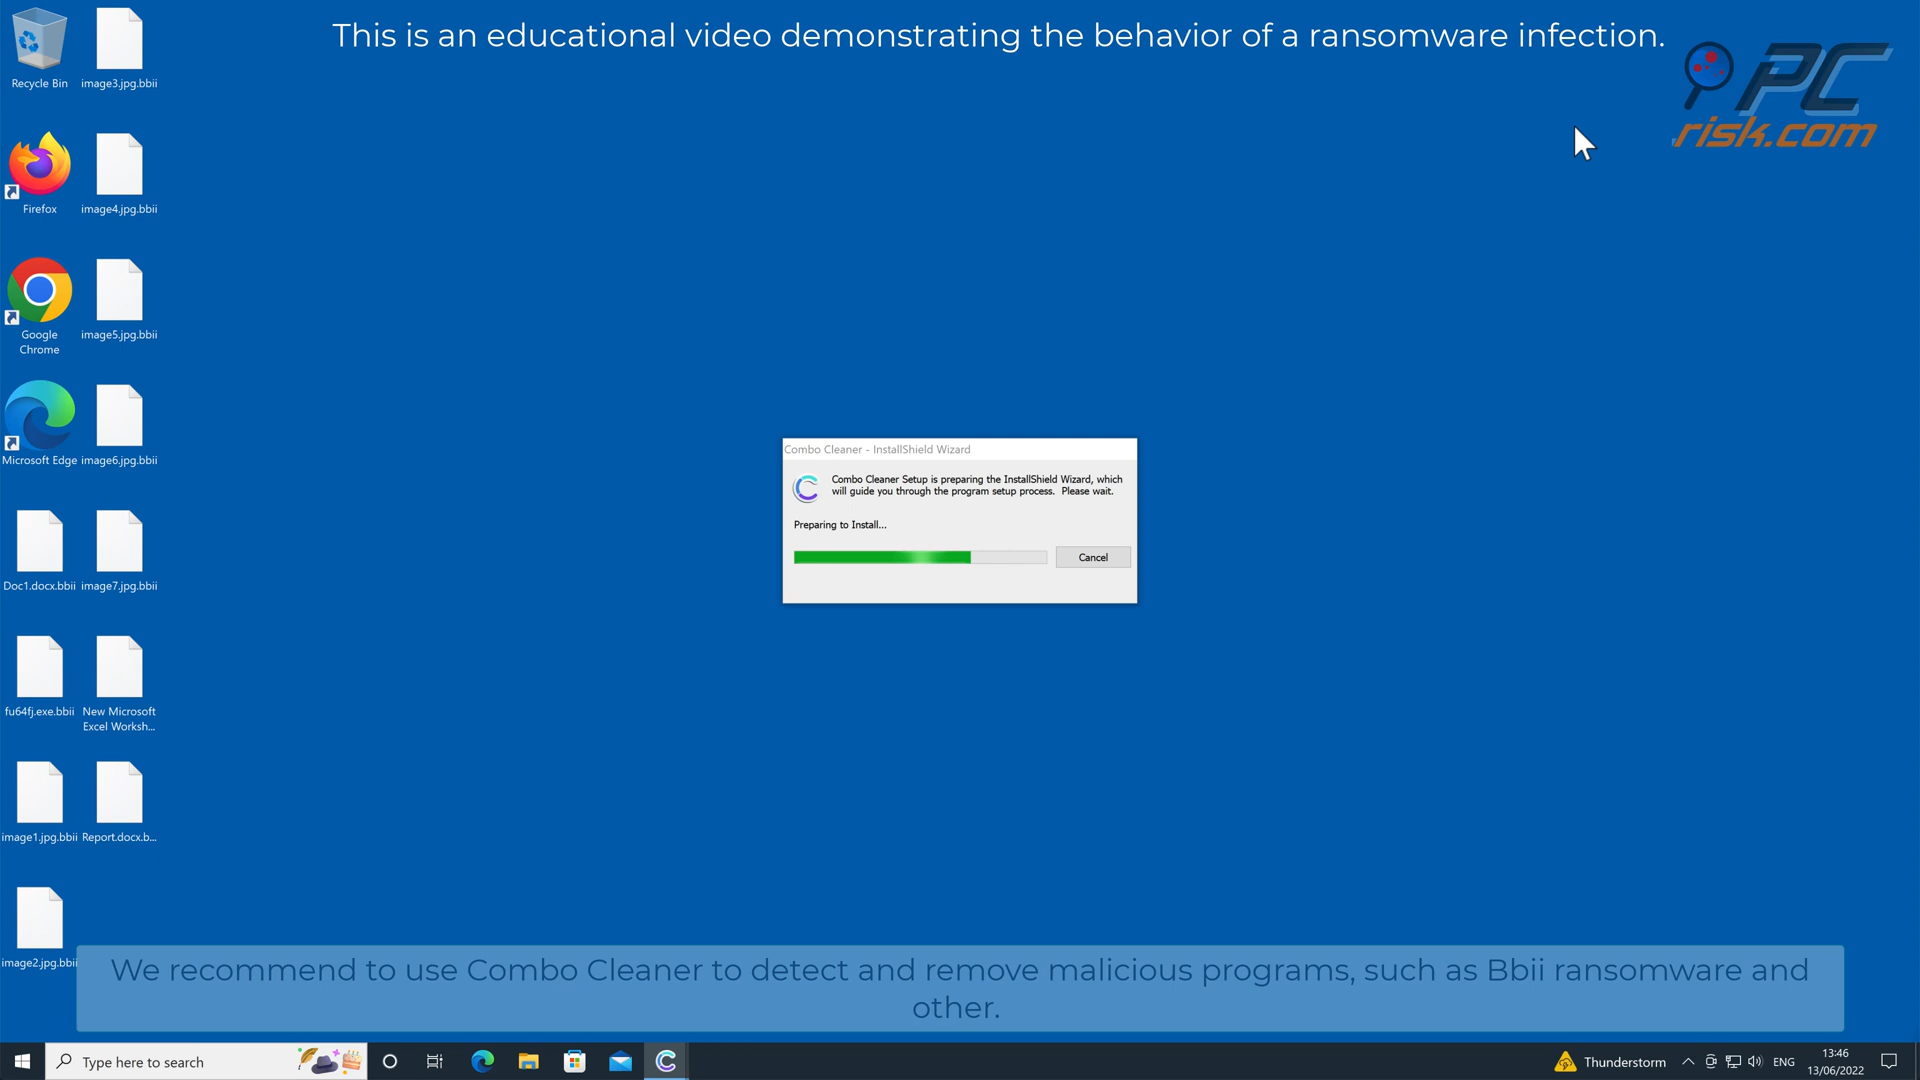 This is an educational video demonstrating the behavior of a ransomware infection.
PC
risk.com
Recycle Bin
image3.jpg.bbii
Firefox
image4.jpg.bbii
Google
Chrome
image5.jpg.bbii
Microsoft Edge
image6.jpg.bbii
Doc1.docx.bbii
image7.jpg.bbii
fu64fj.exe.bbii
New Microsoft
Excel Worksh...
image1.jpg.bbii
Report.docx.b...
image2.jpg.bbii
Combo Cleaner - InstallShield Wizard
Combo Cleaner Setup is preparing the InstallShield Wizard, which
will guide you through the program setup process. Please wait.
Preparing to Install...
Cancel
We recommend to use Combo Cleaner to detect and remove malicious programs, such as Bbii ransomware and
other.
Type here to search
Thunderstorm
ENG
13:46
13/06/2022